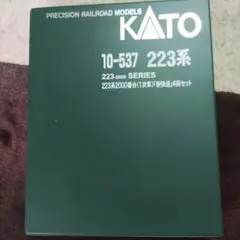 PRECISION RAILROAD MODELS
KATO
10-537 223系
223-2000 SERIES
223系2000番台(1次車)「新快速」4両セット